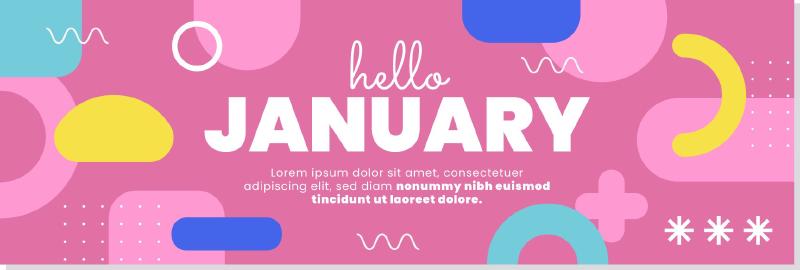 hello
JANUARY
Lorem ipsum dolor sit amet, consectetuer
adipiscing elit, sed diam nonummy nibh euismod
tincidunt ut laoreet dolore.